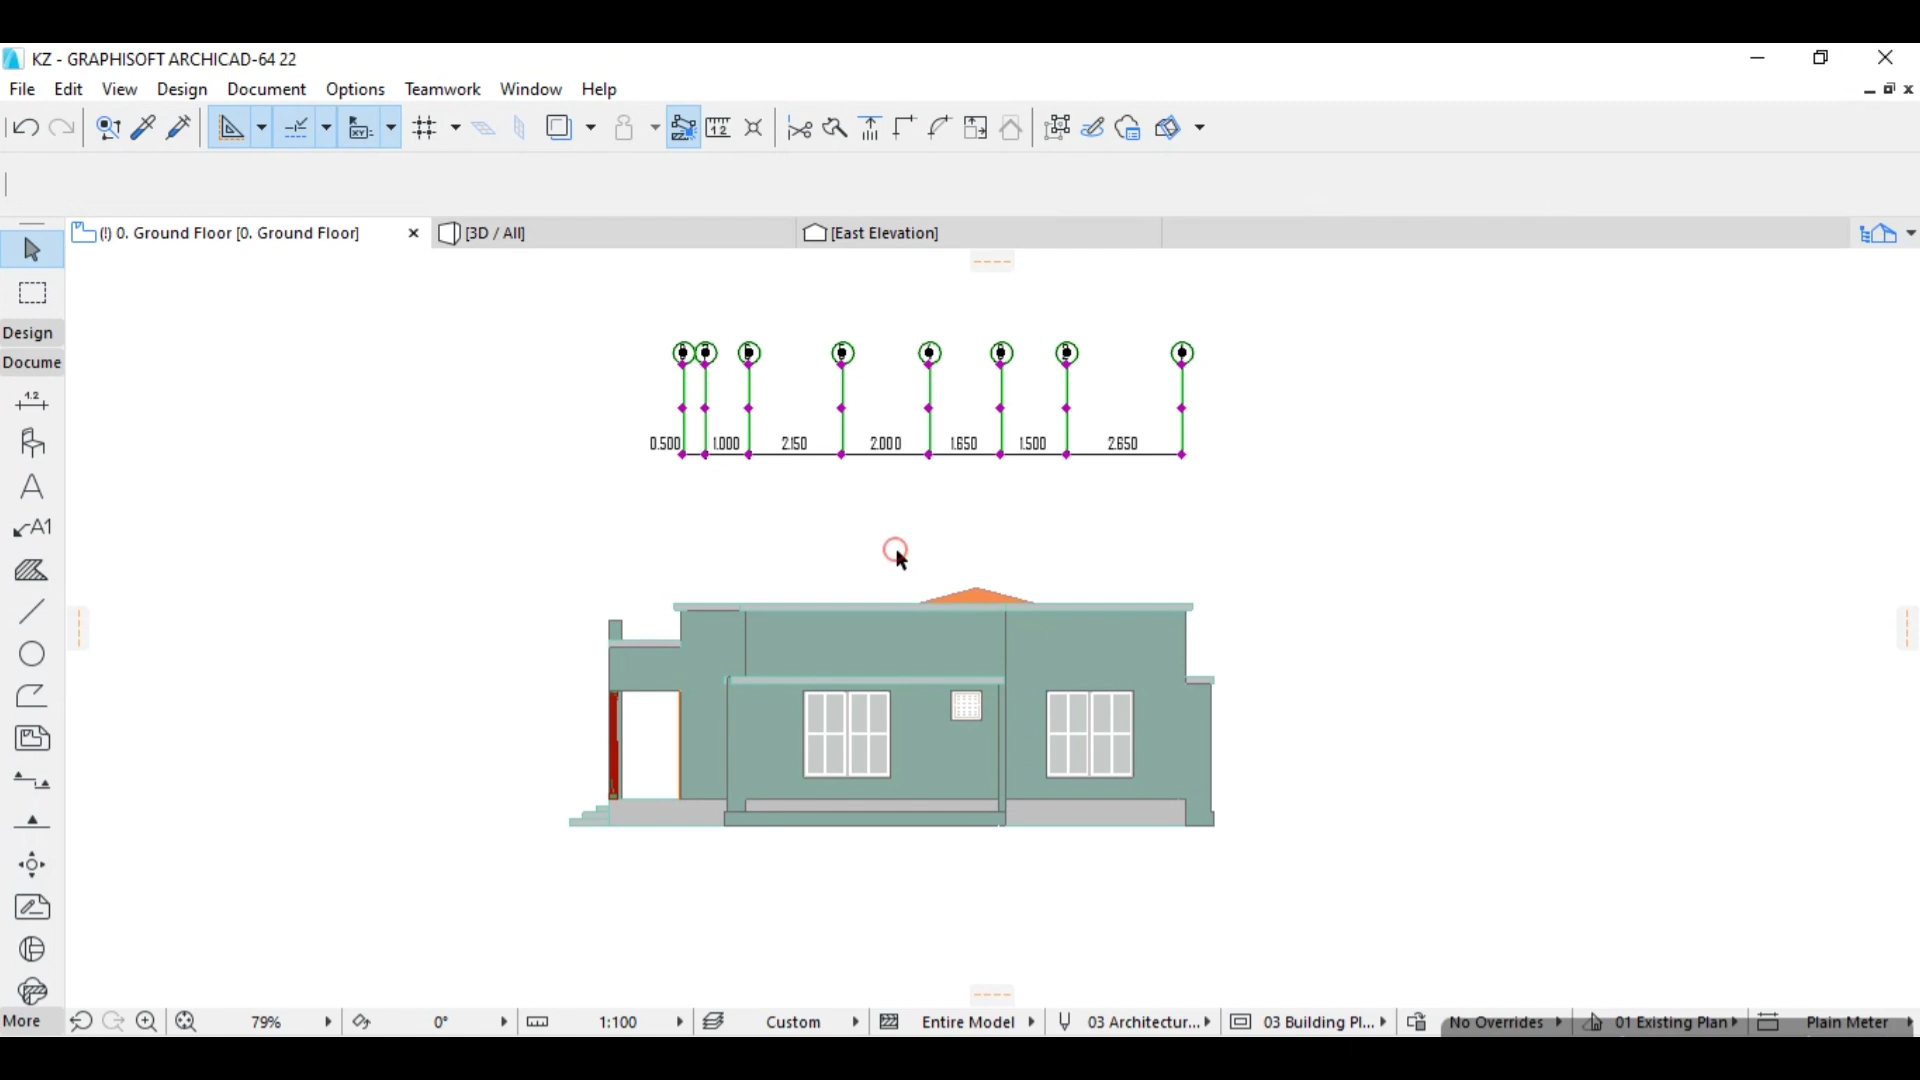 KZ - GRAPHISOFT ARCHICAD-64 22
File Edit View Design Document Options Teamwork Window Help
(!) 0. Ground Floor [0. Ground Floor]
[3D / All]
[East Elevation]
Design
Docume
1.2
A
A1
0.500 1.000 2.150 2.000 1.650 1.500 2.650
More
79% 0° 1:100 Custom Entire Model 03 Architectur... 03 Building Pl... No Overrides 01 Existing Plan Plain Meter